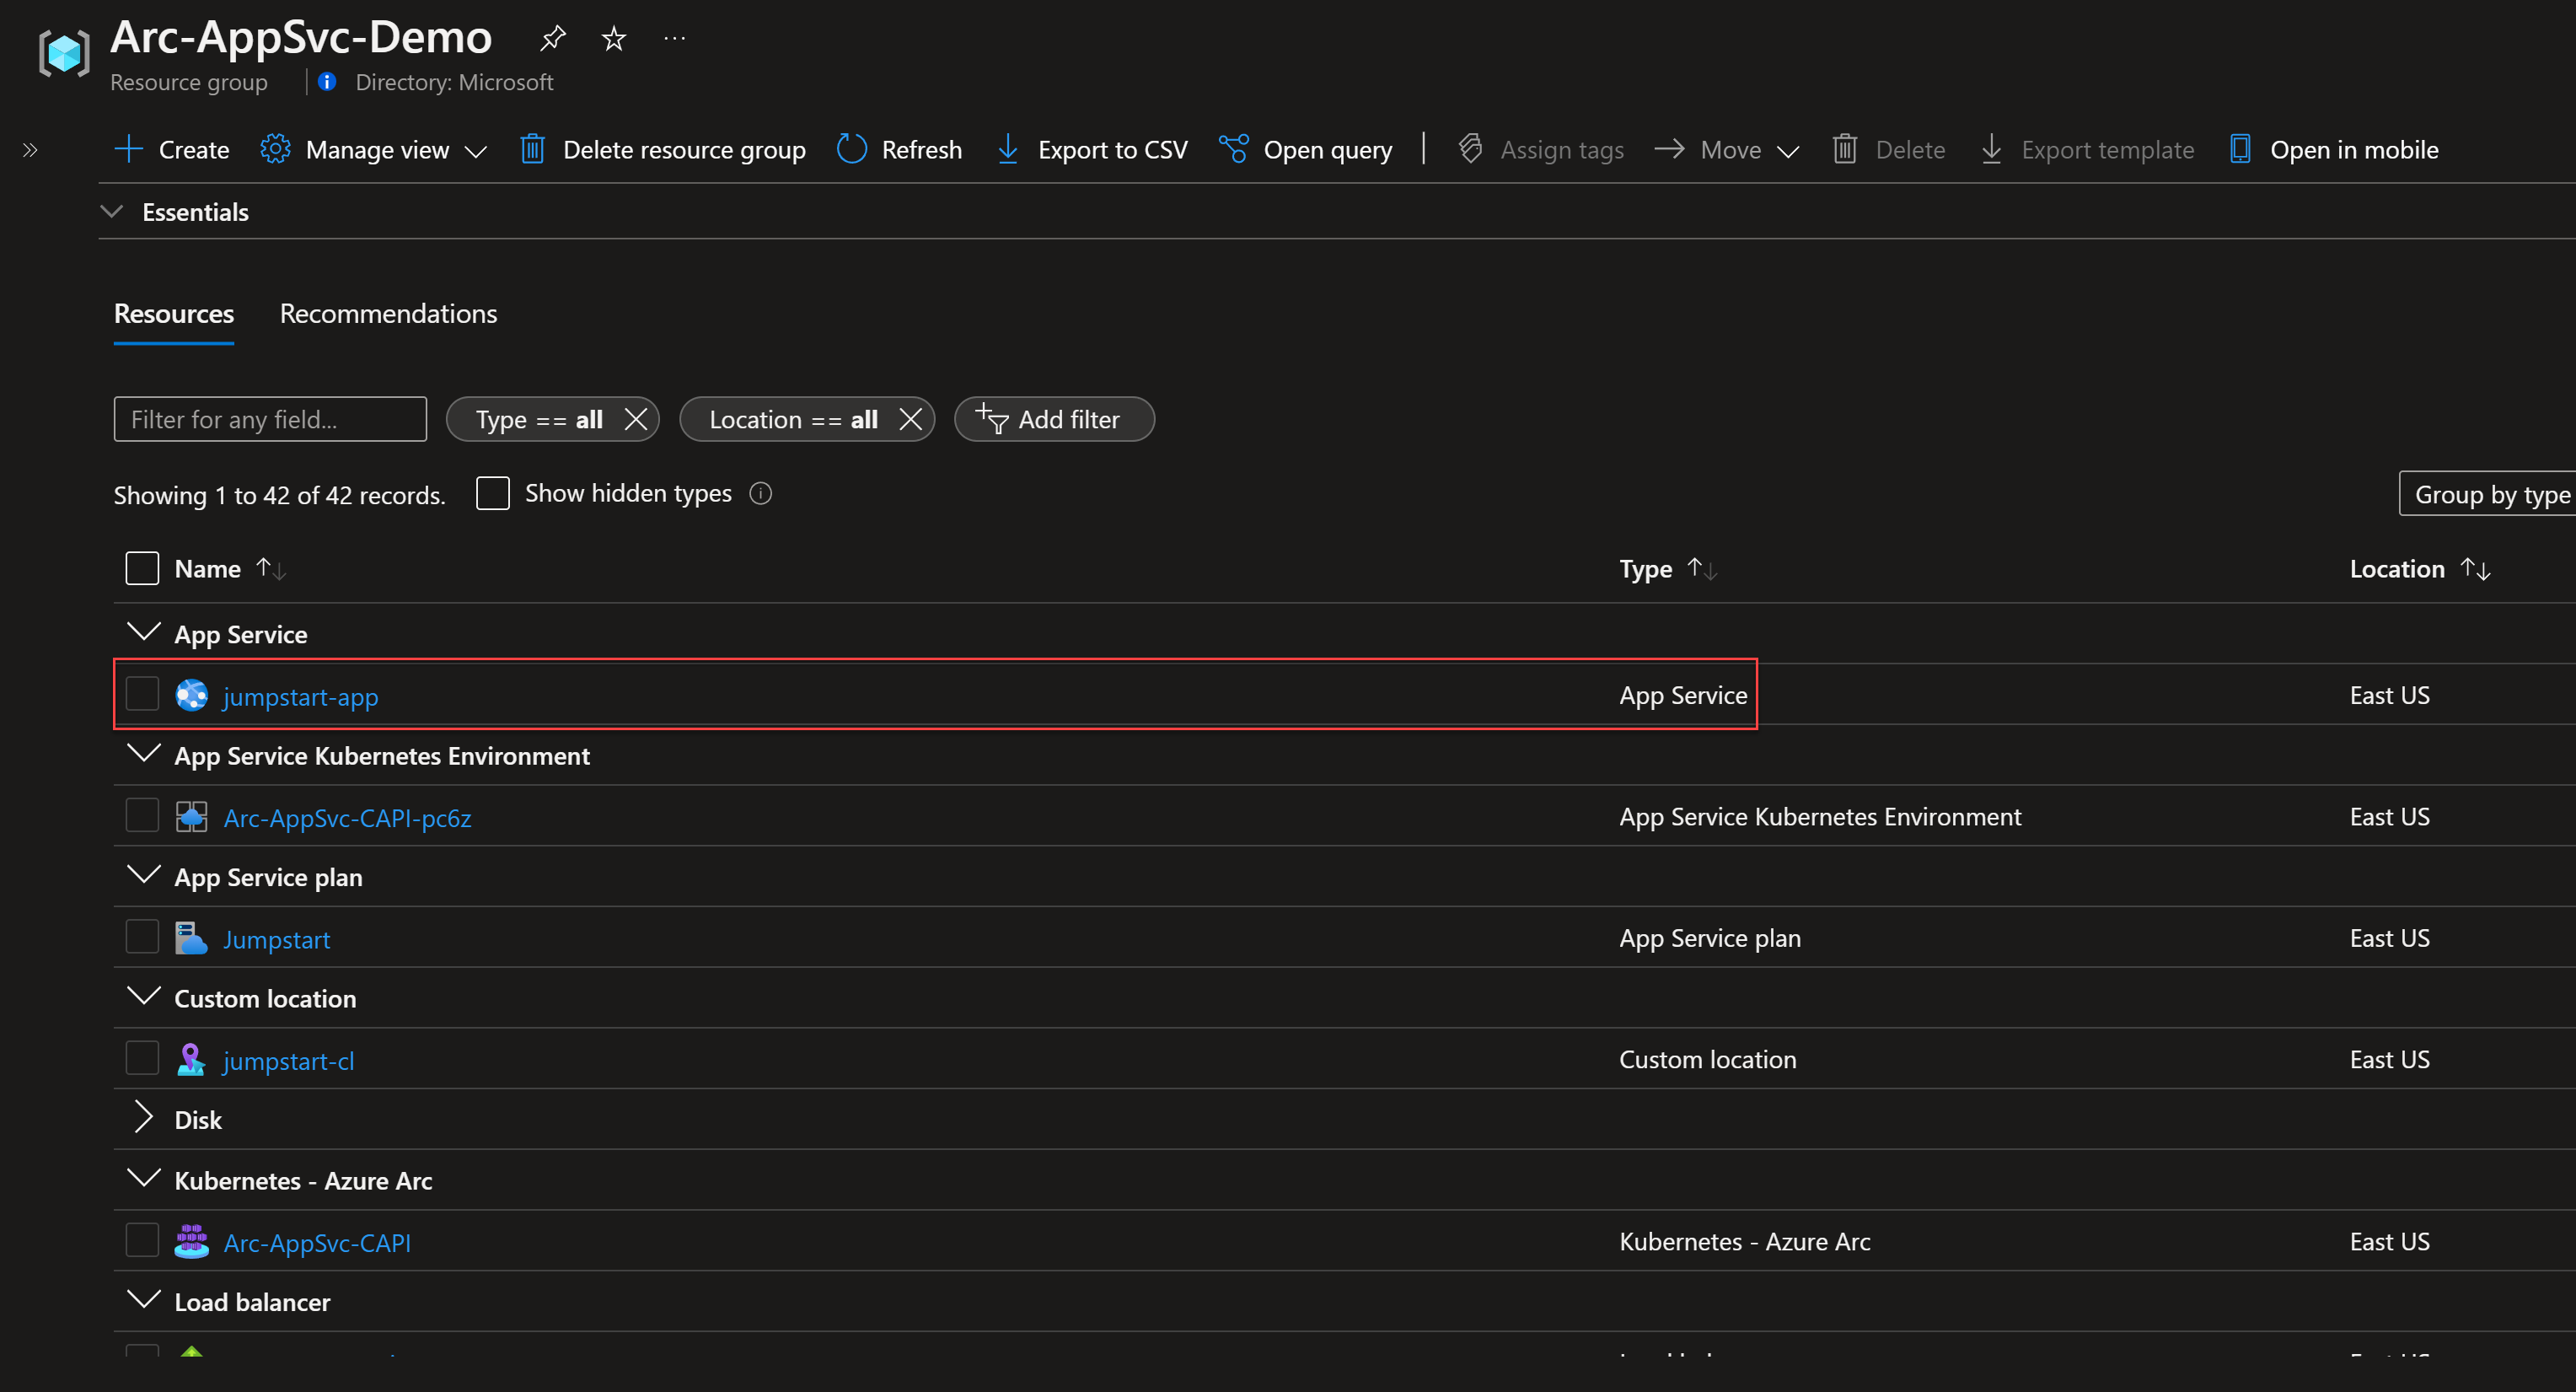 Arc-AppSvc-Demo
Resource group
Directory: Microsoft
Create Manage view Delete resource group Refresh Export to CSV Open query Assign tags Move Delete Export template Open in mobile
Essentials
Resources Recommendations
Filter for any field... Type == all Location == all Add filter
Showing 1 to 42 of 42 records. Show hidden types Group by type
Name Type Location
App Service
jumpstart-app App Service East US
App Service Kubernetes Environment
Arc-AppSvc-CAPI-pc6z App Service Kubernetes Environment East US
App Service plan
Jumpstart App Service plan East US
Custom location
jumpstart-cl Custom location East US
Disk
Kubernetes - Azure Arc
Arc-AppSvc-CAPI Kubernetes - Azure Arc East US
Load balancer